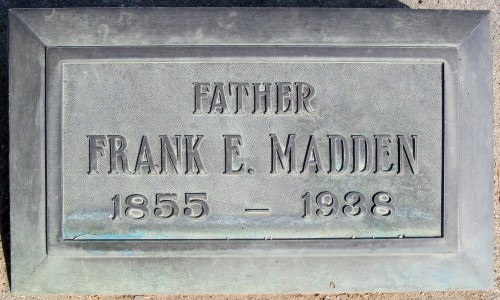 FATHER
FRANK E. MADDEN
1855 – 1938